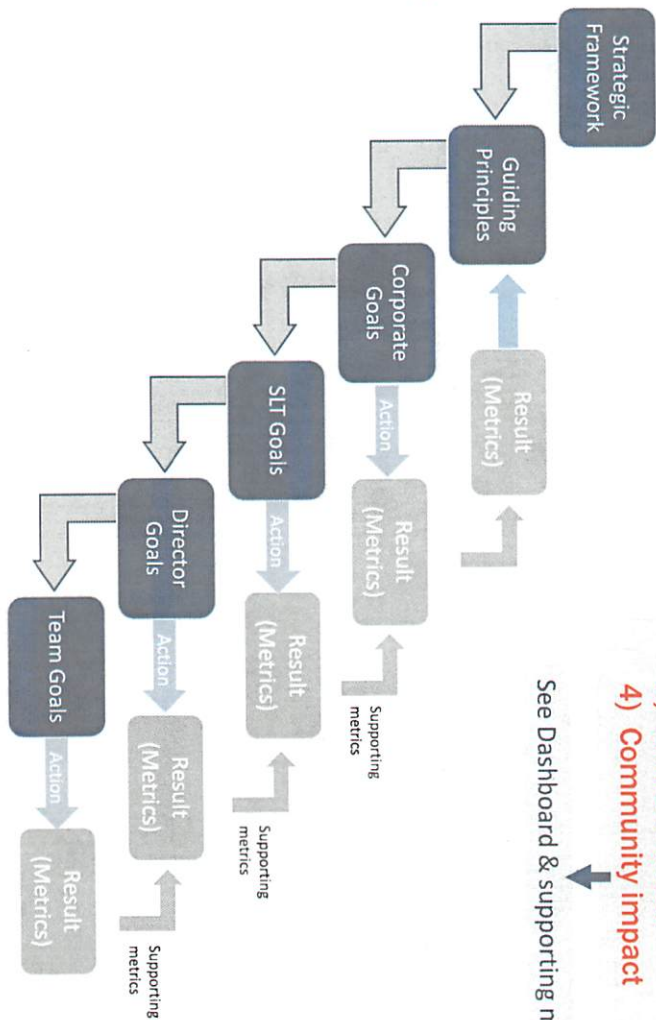 4) Community impact
See Dashboard & supporting
Strategic
Framework
Guiding
Principles
Result
(Metrics)
Corporate
Goals
Action
Result
(Metrics)
Supporting
metrics
SLT Goals
Action
Result
(Metrics)
Supporting
metrics
Director
Goals
Action
Result
(Metrics)
Supporting
metrics
Team Goals
Action
Result
(Metrics)